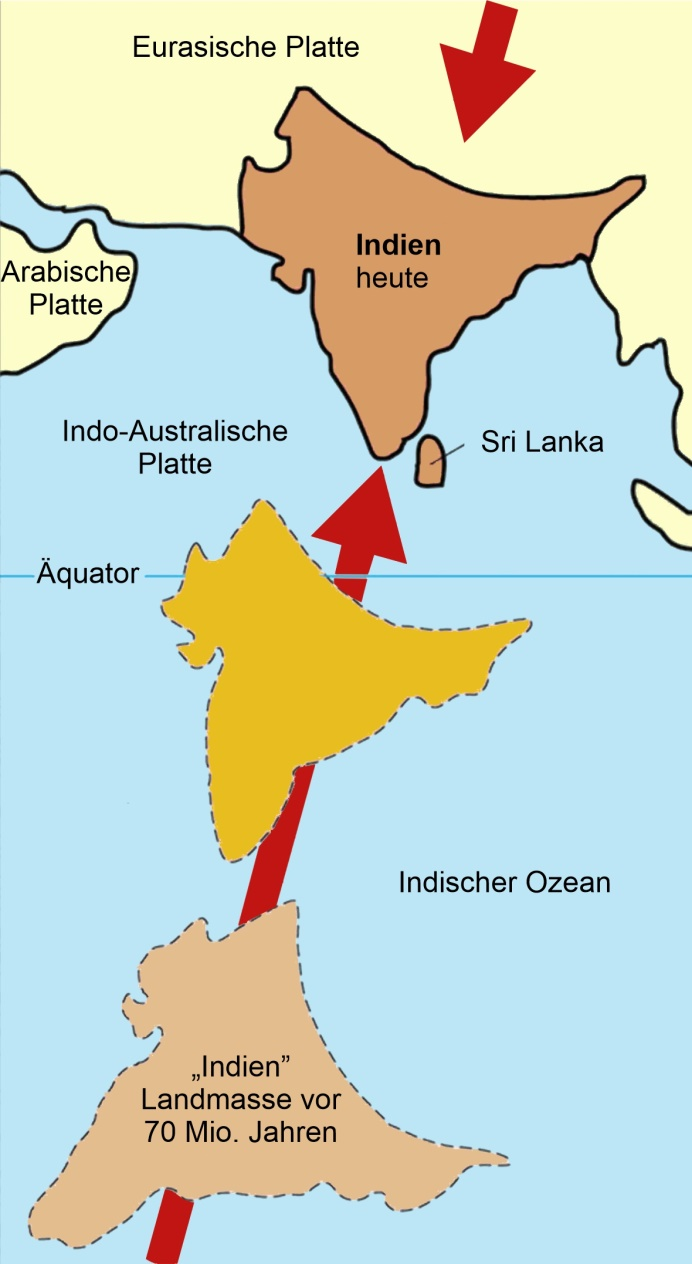 Eurasische Platte
Indien
heute
Arabische
Platte
Indo-Australische
Platte
Sri Lanka
Äquator
Indischer Ozean
„Indien”
Landmasse vor
70 Mio. Jahren